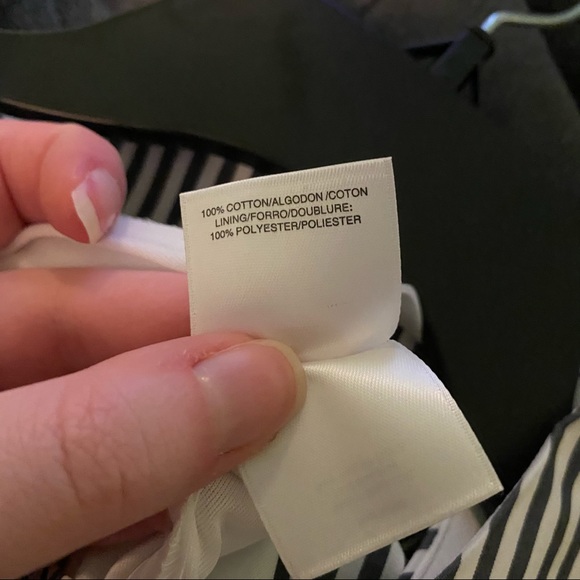 100% COTTON/ALGODON/COTON
LINING/FORRO/DOUBLURE:
100% POLYESTER/POLIESTER